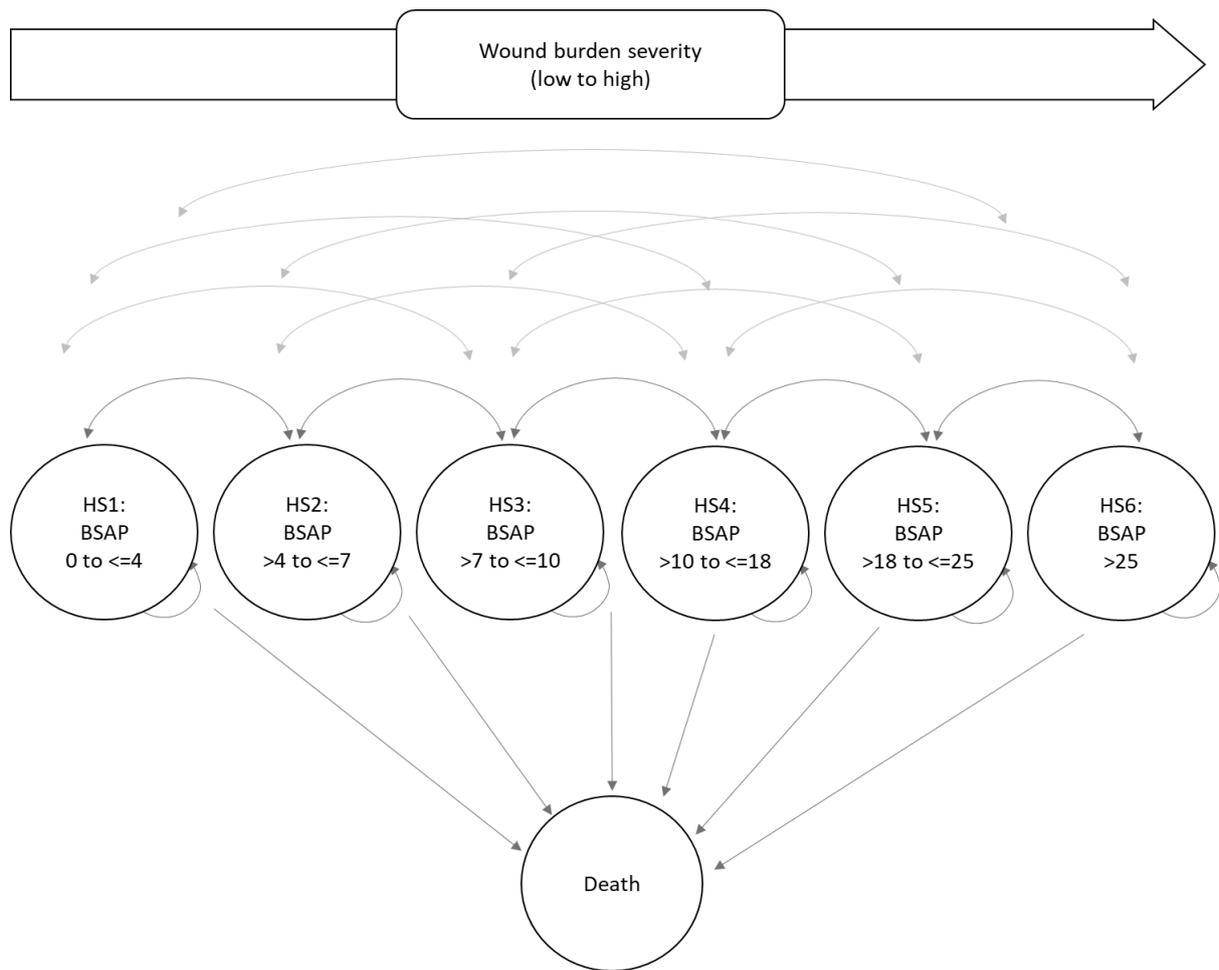 Wound burden severity
(low to high)
HS1:
BSAP
0 to <=4
HS2:
BSAP
>4 to <=7
HS3:
BSAP
>7 to <=10
HS4:
BSAP
>10 to <=18
HS5:
BSAP
>18 to <=25
HS6:
BSAP
>25
Death